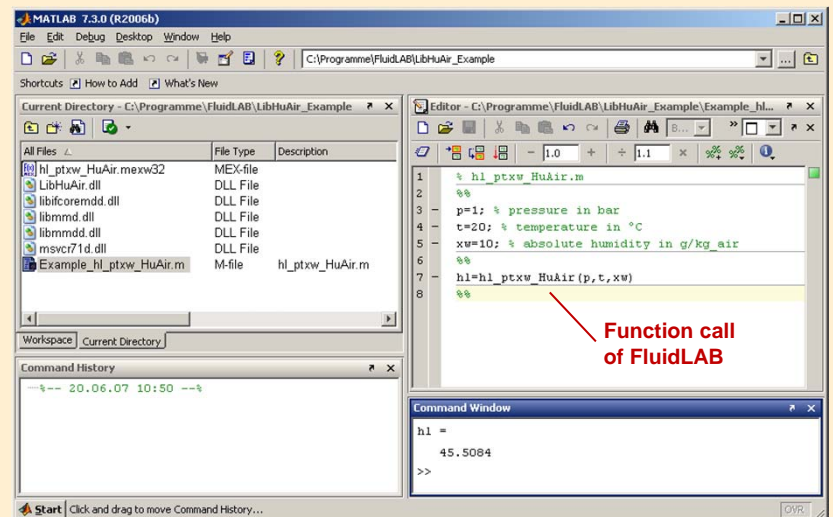 MATLAB 7.3.0 (R2006b)
File Edit Debug Desktop Window Help
C:\Programme\FluidLAB\LibHuAir_Example
Shortcuts How to Add What's New
Current Directory - C:\Programme\FluidLAB\LibHuAir_Example
All Files File Type Description
hl_ptxw_HuAir.mexw32 MEX-file
LibHuAir.dll DLL File
libifcoremdd.dll DLL File
libmmd.dll DLL File
libmmdd.dll DLL File
msvcr71d.dll DLL File
Example_hl_ptxw_HuAir.m M-file hl_ptxw_HuAir.m
Workspace Current Directory
Command History
%-- 20.06.07 10:50 --%
Editor - C:\Programme\FluidLAB\LibHuAir_Example\Example_hl...
B...
- 1.0 + ÷ 1.1 ×
1 % hl_ptxw_HuAir.m
2 %%
3 - p=1; % pressure in bar
4 - t=20; % temperature in °C
5 - xw=10; % absolute humidity in g/kg_air
6 %%
7 - hl=hl_ptxw_HuAir(p,t,xw)
8 %%
Function call
of FluidLAB
Command Window
hl =
45.5084
>>
Start Click and drag to move Command History...
OVR